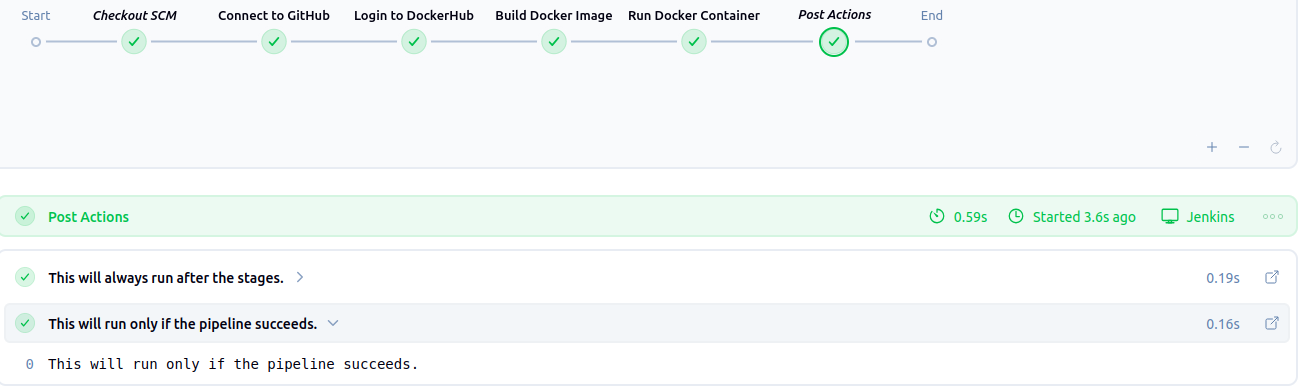 Start Checkout SCM Connect to GitHub Login to DockerHub Build Docker Image Run Docker Container Post Actions End
Post Actions 0.59s Started 3.6s ago Jenkins
This will always run after the stages. 0.19s
This will run only if the pipeline succeeds. 0.16s
0 This will run only if the pipeline succeeds.